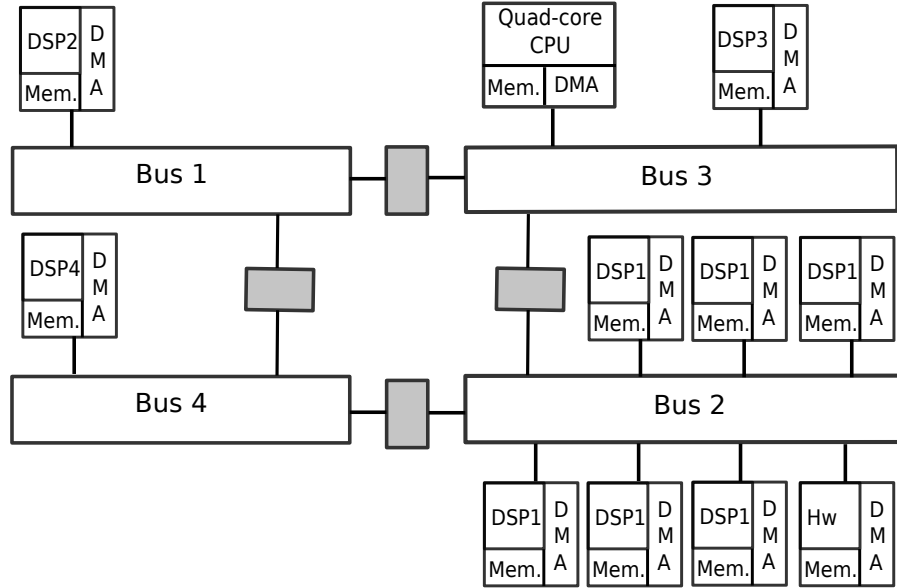 DSP2
D
M
A
Mem.
Quad-core
CPU
Mem.
DMA
DSP3
D
M
A
Mem.
Bus 1
Bus 3
DSP4
D
M
A
Mem.
DSP1
D
M
A
Mem.
DSP1
D
M
A
Mem.
DSP1
D
M
A
Mem.
Bus 4
Bus 2
DSP1
D
M
A
Mem.
DSP1
D
M
A
Mem.
DSP1
D
M
A
Mem.
Hw
D
M
A
Mem.